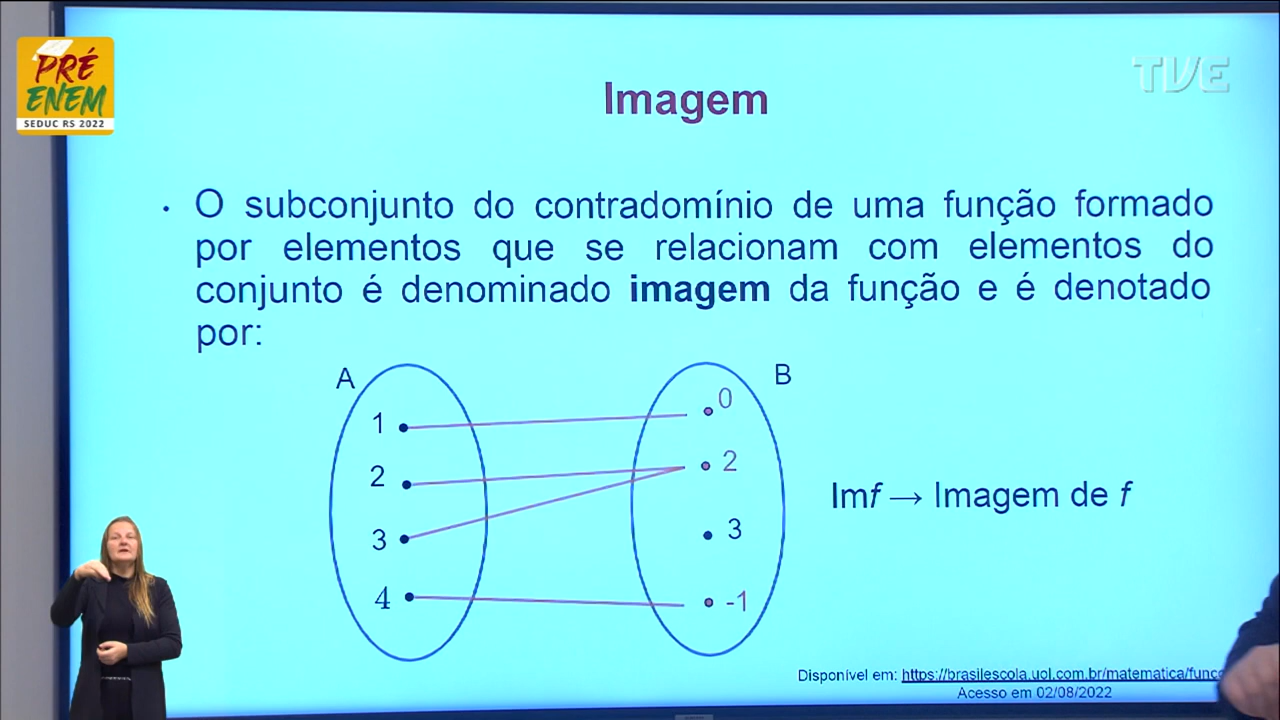 PRÉ
ENEM
SEDUC RS 2022
TVE
Imagem
• O subconjunto do contradomínio de uma função formado
por elementos que se relacionam com elementos do
conjunto é denominado imagem da função e é denotado
por:
A
B
1
2
3
4
0
2
3
-1
Imf → Imagem de f
Disponível em: https://brasilescola.uol.com.br/matematica/func
Acesso em 02/08/2022